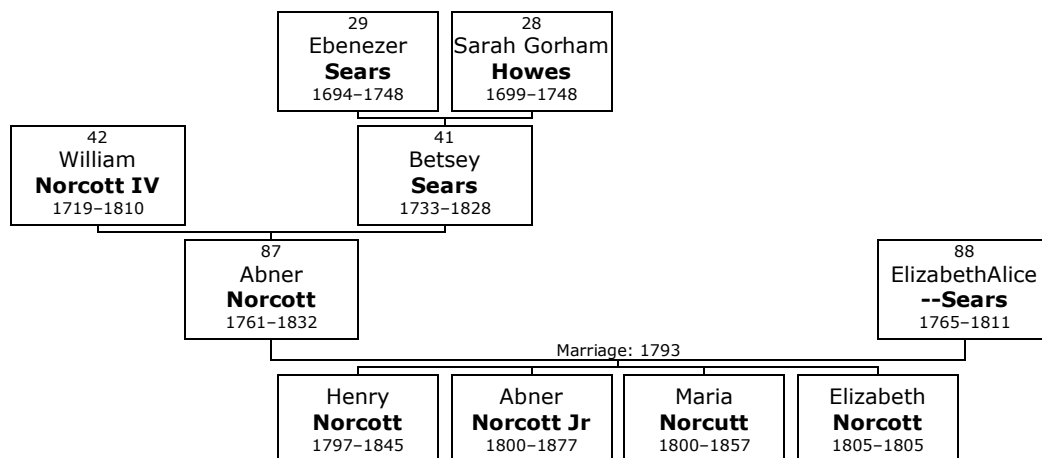 29
Ebenezer
Sears
1694–1748
28
Sarah Gorham
Howes
1699–1748
42
William
Norcott IV
1719–1810
41
Betsey
Sears
1733–1828
87
Abner
Norcott
1761–1832
88
ElizabethAlice
--Sears
1765–1811
Marriage: 1793
Henry
Norcott
1797–1845
Abner
Norcott Jr
1800–1877
Maria
Norcutt
1800–1857
Elizabeth
Norcott
1805–1805